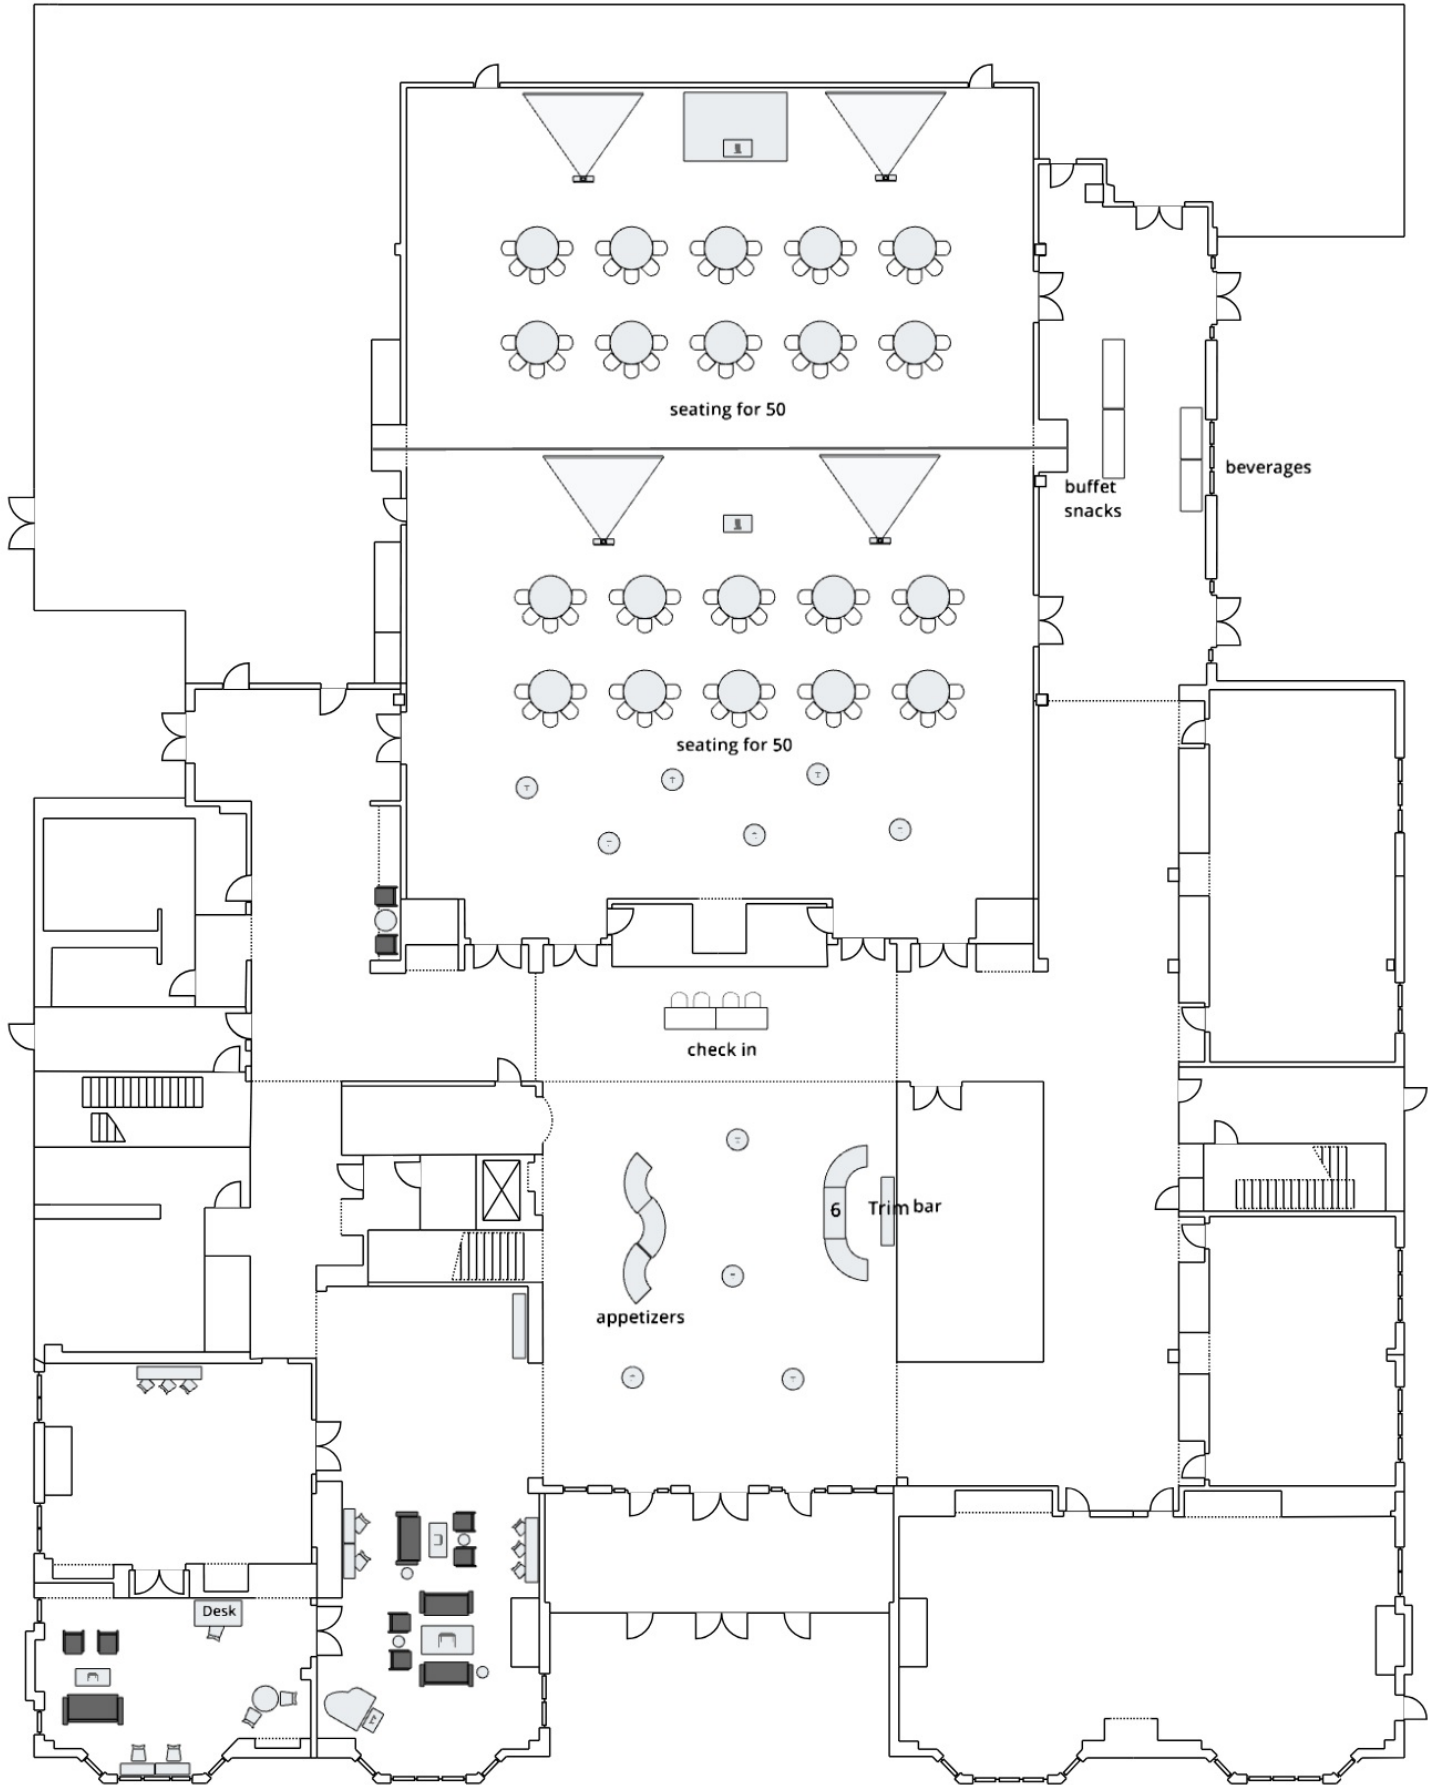 seating for 50
beverages
buffet
snacks
seating for 50
check in
6
Trim bar
appetizers
Desk